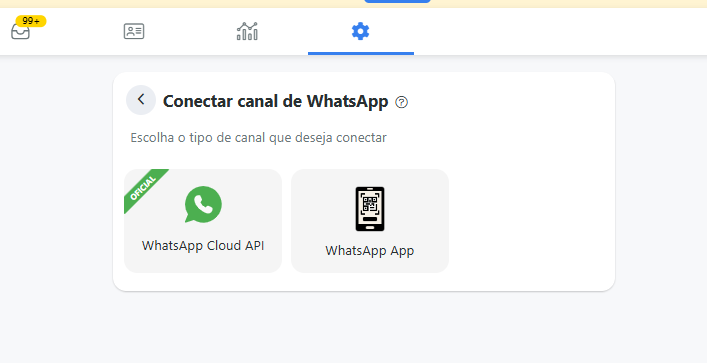 99+
Conectar canal de WhatsApp
Escolha o tipo de canal que deseja conectar
OFICIAL
WhatsApp Cloud API
WhatsApp App